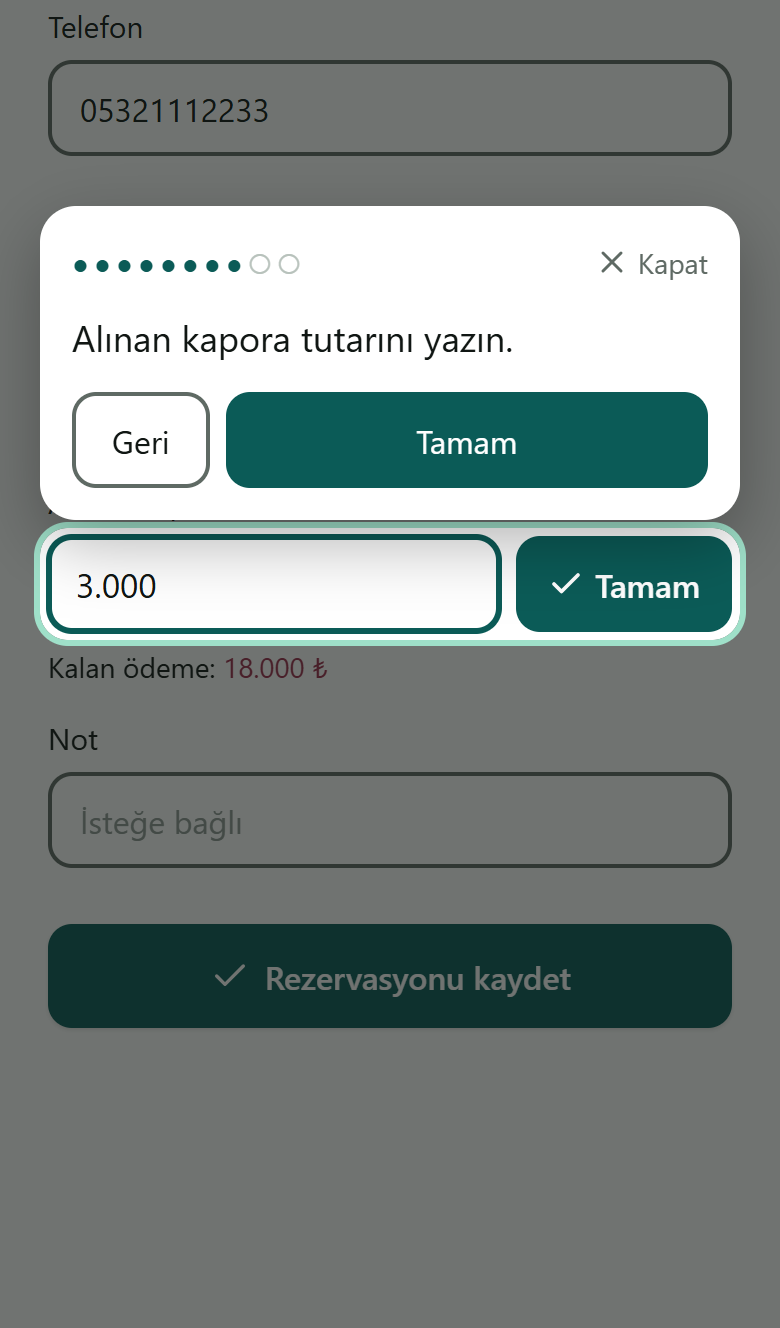 Telefon
05321112233
Kapat
Alınan kapora tutarını yazın.
Geri
Tamam
3.000
Tamam
Kalan ödeme: 18.000 ₺
Not
İsteğe bağlı
Rezervasyonu kaydet